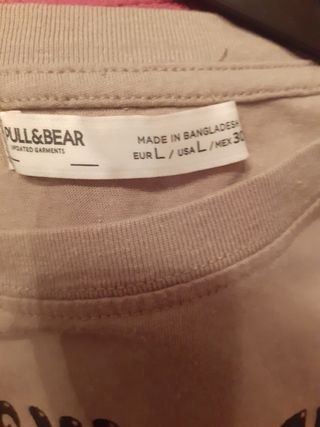 PULL&BEAR
UPDATED GARMENTS
MADE IN BANGLADESH
EUR L / USA L / MEX 30